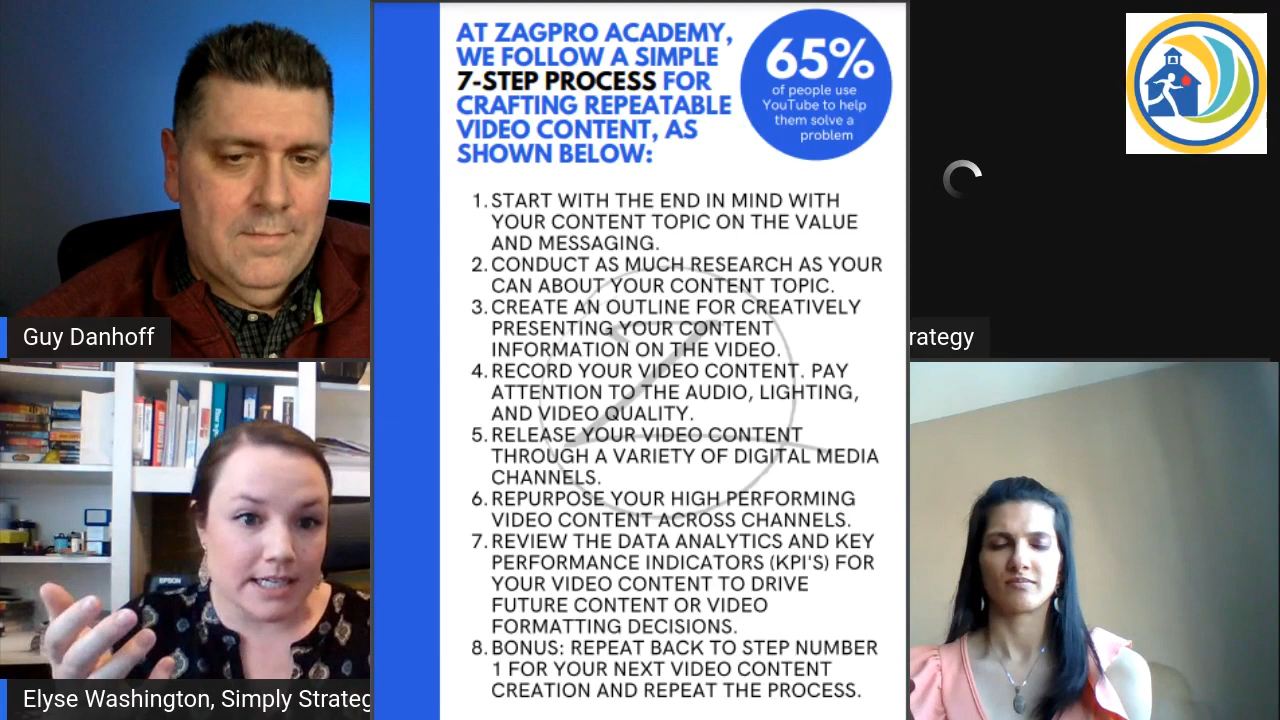 AT ZAGPRO ACADEMY,
WE FOLLOW A SIMPLE
7-STEP PROCESS FOR
CRAFTING REPEATABLE
VIDEO CONTENT, AS
SHOWN BELOW:
65%
of people use
YouTube to help
them solve a
problem
1. START WITH THE END IN MIND WITH
YOUR CONTENT TOPIC ON THE VALUE
AND MESSAGING.
2. CONDUCT AS MUCH RESEARCH AS YOUR
CAN ABOUT YOUR CONTENT TOPIC.
3. CREATE AN OUTLINE FOR CREATIVELY
PRESENTING YOUR CONTENT
INFORMATION ON THE VIDEO.
4. RECORD YOUR VIDEO CONTENT. PAY
ATTENTION TO THE AUDIO, LIGHTING,
AND VIDEO QUALITY.
5. RELEASE YOUR VIDEO CONTENT
THROUGH A VARIETY OF DIGITAL MEDIA
CHANNELS.
6. REPURPOSE YOUR HIGH PERFORMING
VIDEO CONTENT ACROSS CHANNELS.
7. REVIEW THE DATA ANALYTICS AND KEY
PERFORMANCE INDICATORS (KPI'S) FOR
YOUR VIDEO CONTENT TO DRIVE
FUTURE CONTENT OR VIDEO
FORMATTING DECISIONS.
8. BONUS: REPEAT BACK TO STEP NUMBER
1 FOR YOUR NEXT VIDEO CONTENT
CREATION AND REPEAT THE PROCESS.
Guy Danhoff
rategy
EPSON
Elyse Washington, Simply Strateg